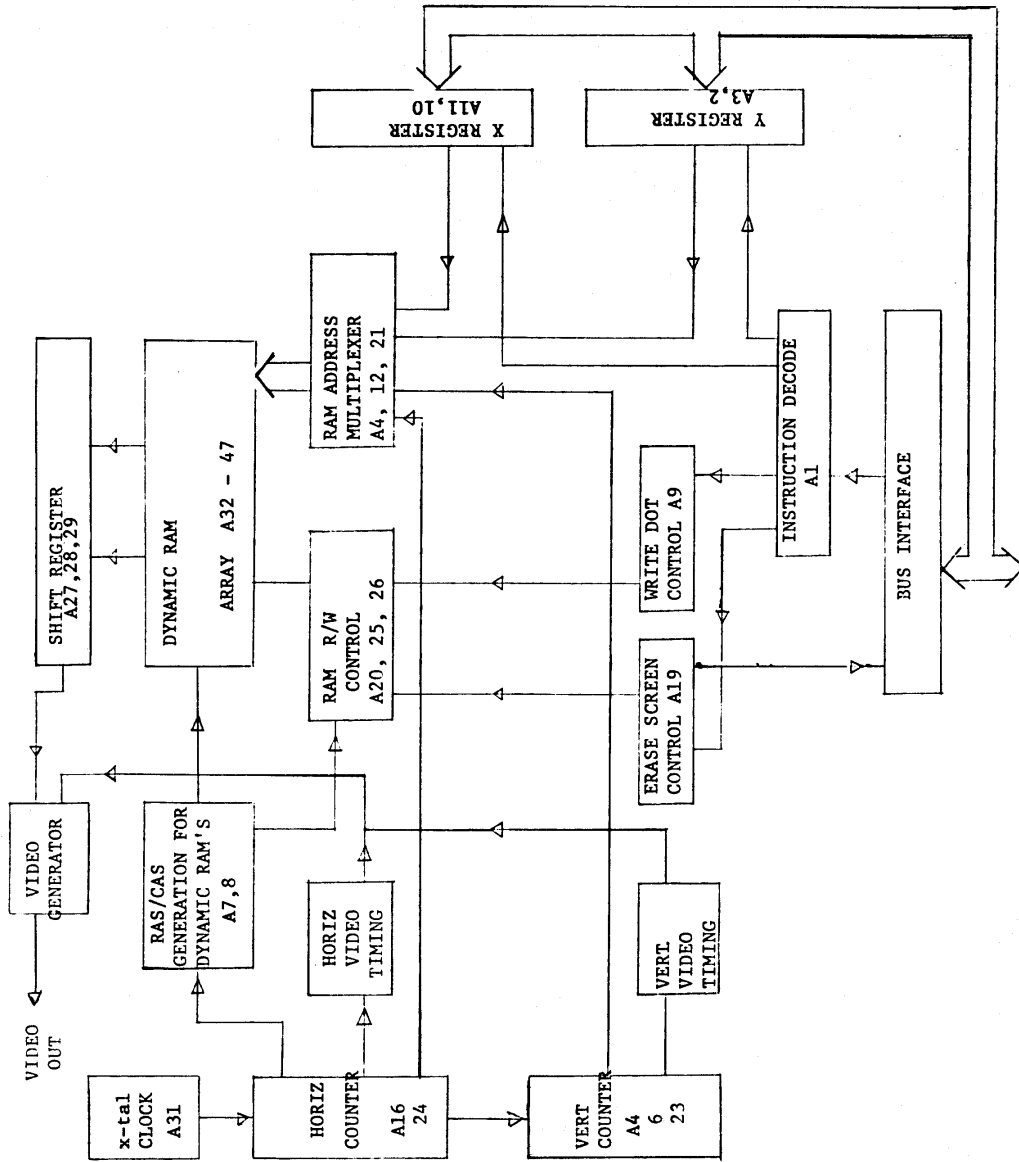 x-tal
CLOCK
A31
HORIZ
COUNTER
A16
24
VERT
COUNTER
A4
6
23
VIDEO
OUT
VIDEO
GENERATOR
RAS/CAS
GENERATION FOR
DYNAMIC RAM'S
A7,8
HORIZ
VIDEO
TIMING
VERT
VIDEO
TIMING
SHIFT REGISTER
A27,28,29
DYNAMIC RAM
ARRAY A32 - 47
RAM R/W
CONTROL
A20, 25, 26
RAM ADDRESS
MULTIPLEXER
A4, 12, 21
ERASE SCREEN
CONTROL A19
WRITE DOT
CONTROL A9
INSTRUCTION DECODE
A1
BUS INTERFACE
X REGISTER
A11,10
Y REGISTER
A3,2